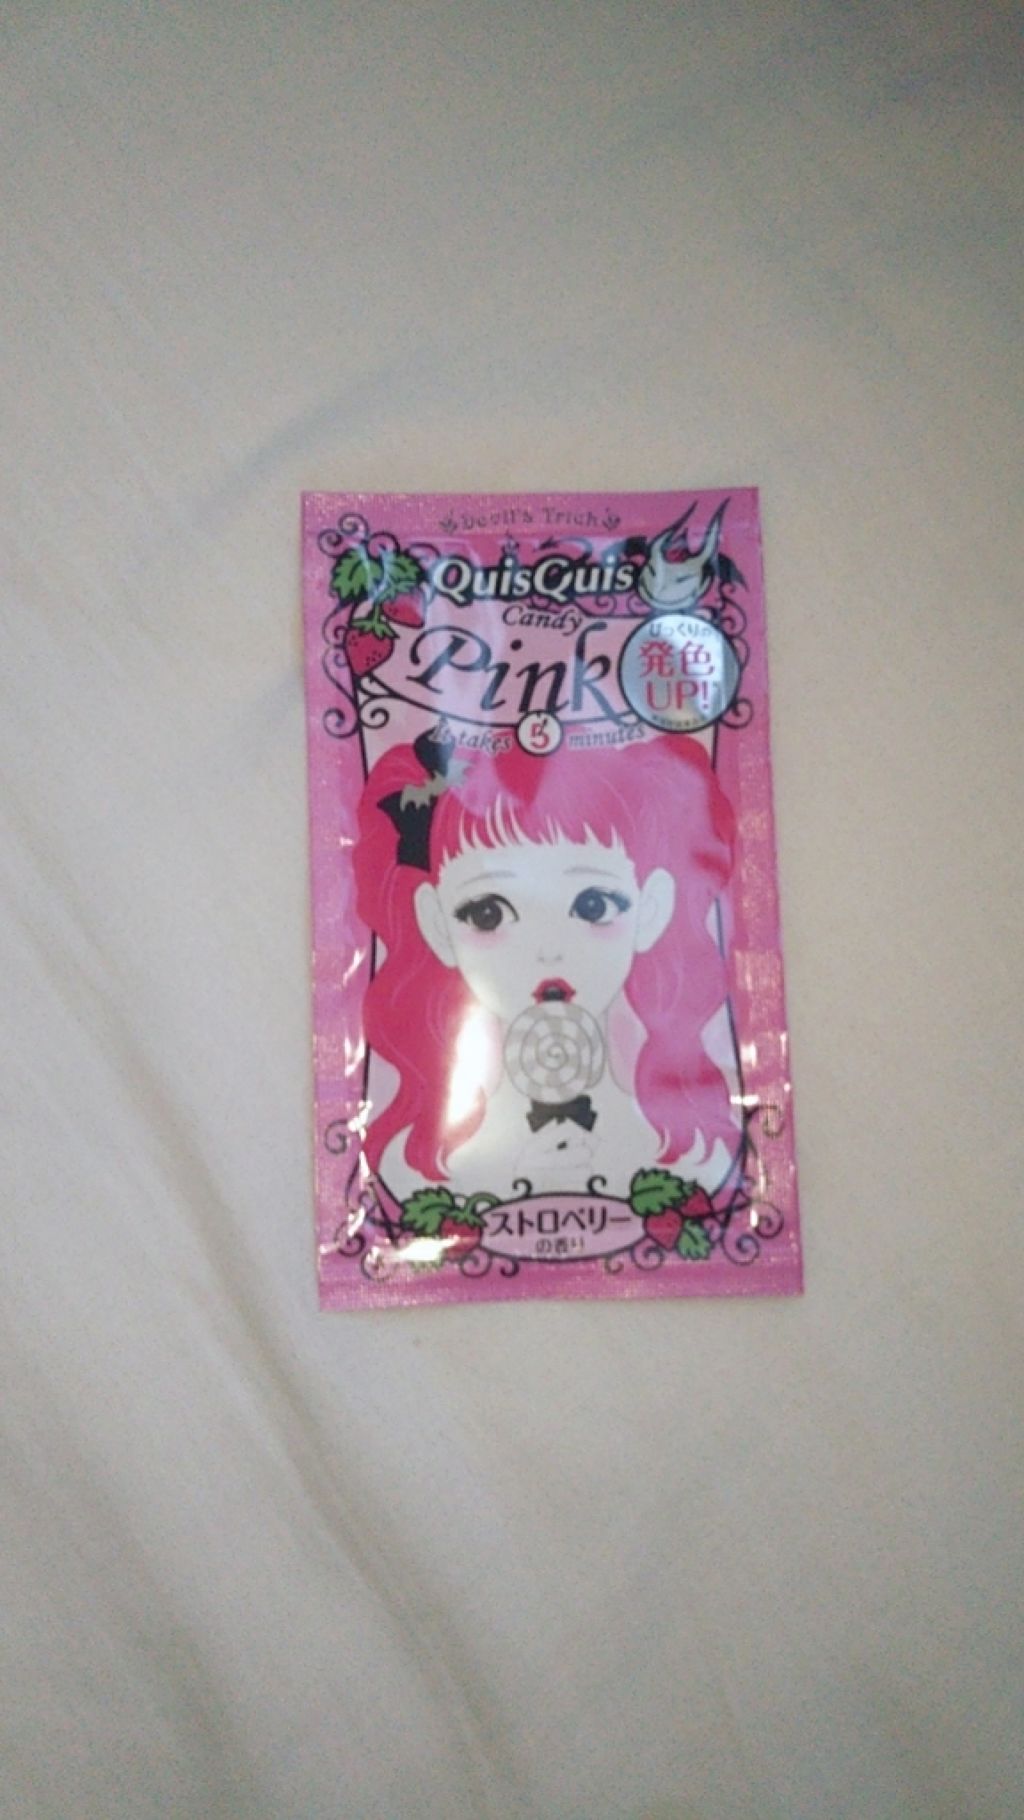 Devil's Trick
QuisQuis
Candy
Pink
びっくりの
発色
UP!
It takes 5 minutes
ストロベリー
の香り